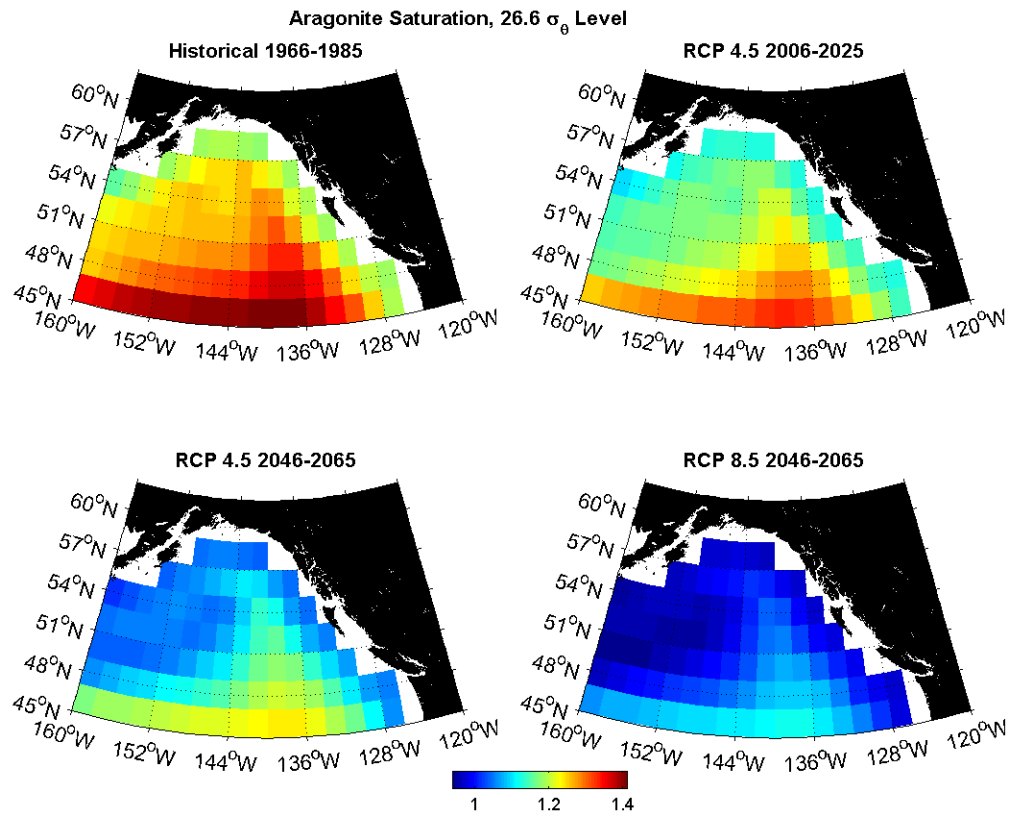 Aragonite Saturation, 26.6 σθ Level
Historical 1966-1985
RCP 4.5 2006-2025
60°N
57°N
54°N
51°N
48°N
45°N
160°W
152°W
144°W
136°W
128°W
120°W
60°N
57°N
54°N
51°N
48°N
45°N
160°W
152°W
144°W
136°W
128°W
120°W
RCP 4.5 2046-2065
RCP 8.5 2046-2065
60°N
57°N
54°N
51°N
48°N
45°N
160°W
152°W
144°W
136°W
128°W
120°W
60°N
57°N
54°N
51°N
48°N
45°N
160°W
152°W
144°W
136°W
128°W
120°W
1 1.2 1.4